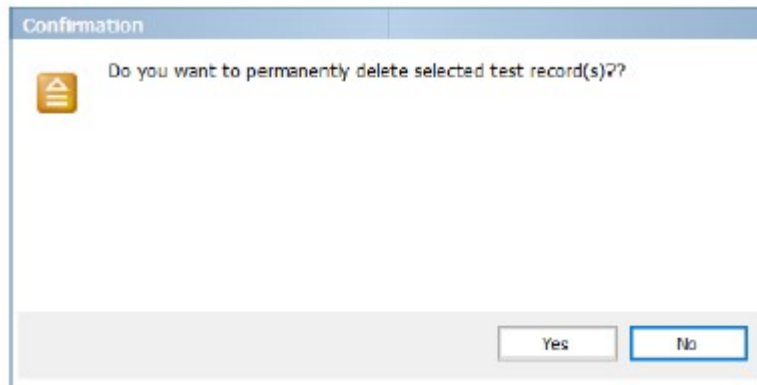 Confirmation
Do you want to permanently delete selected test record(s)??
Yes
No